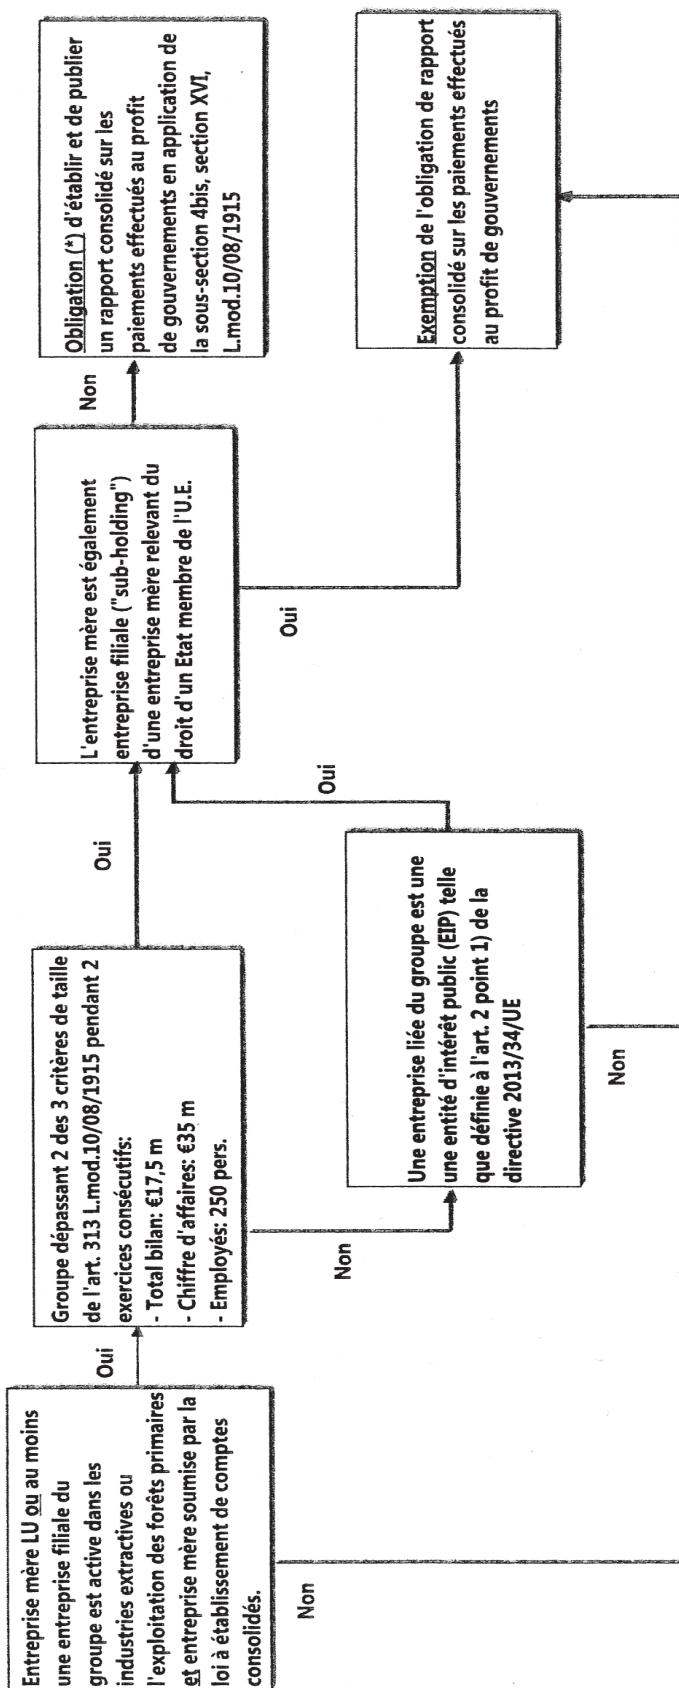 Entreprise mère LU ou au moins
une entreprise filiale du
groupe est active dans les
industries extractives ou
l'exploitation des forêts primaires
et entreprise mère soumise par la
loi à établissement de comptes
consolidés.
Oui
Non
Groupe dépassant 2 des 3 critères de taille
de l'art. 313 L.mod.10/08/1915 pendant 2
exercices consécutifs:
- Total bilan: €17,5 m
- Chiffre d'affaires: €35 m
- Employés: 250 pers.
Oui
Non
Une entreprise liée du groupe est une
une entité d'intérêt public (EIP) telle
que définie à l'art. 2 point 1) de la
directive 2013/34/UE
Oui
Non
L'entreprise mère est également
entreprise filiale ("sub-holding")
d'une entreprise mère relevant du
droit d'un Etat membre de l'U.E.
Non
Oui
Obligation (*) d'établir et de publier
un rapport consolidé sur les
paiements effectués au profit
de gouvernements en application de
la sous-section 4bis, section XVI,
L.mod.10/08/1915
Exemption de l'obligation de rapport
consolidé sur les paiements effectués
au profit de gouvernements